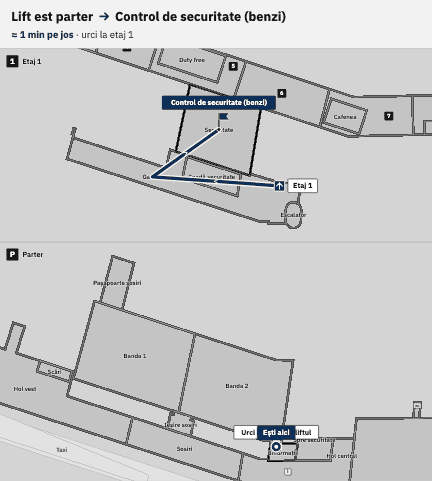 Lift est parter → Control de securitate (benzi)
≈ 1 min pe jos · urci la etaj 1
1 Etaj 1
Duty free
5
6
Control de securitate (benzi)
Cafenea
7
Etaj 1
Escalator
P Parter
Pașapoarte sosiri
Banda 1
Scări
Hol vest
Banda 2
Ieșire sosiri
Urci
Ești aici
liftul
Sosiri
Hol central
Taxi